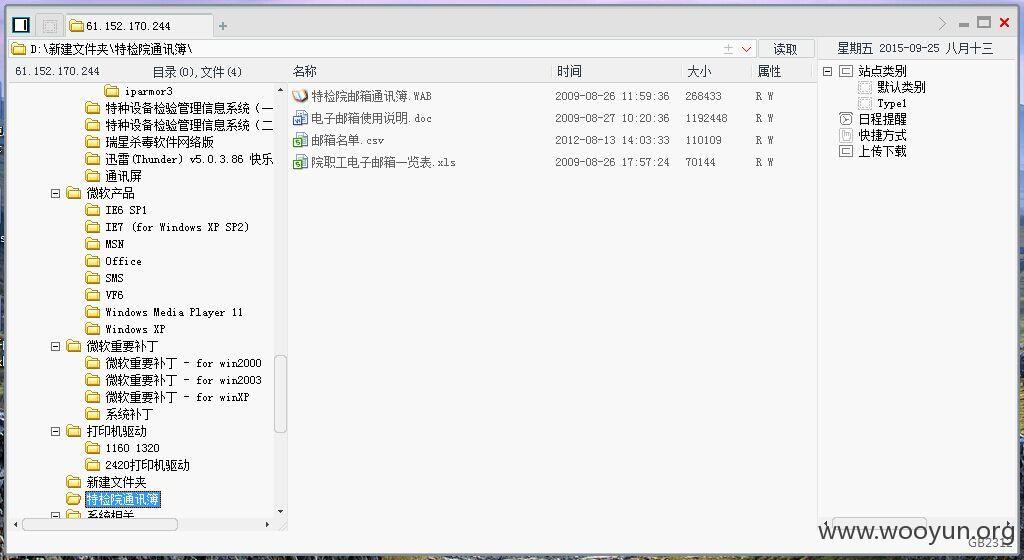 61.152.170.244
D:\新建文件夹\特检院通讯簿\
读取
星期五 2015-09-25 八月十三
61.152.170.244 目录(0),文件(4)
名称 时间 大小 属性
iparmor3
特种设备检验管理信息系统（一
特种设备检验管理信息系统（二
瑞星杀毒软件网络版
迅雷(Thunder) v5.0.3.86 快乐
通讯屏
微软产品
IE6 SP1
IE7 (for Windows XP SP2)
MSN
Office
SMS
VF6
Windows Media Player 11
Windows XP
微软重要补丁
微软重要补丁 - for win2000
微软重要补丁 - for win2003
微软重要补丁 - for winXP
系统补丁
打印机驱动
1160 1320
2420打印机驱动
新建文件夹
特检院通讯簿
系统相关
特检院邮箱通讯簿.WAB 2009-08-26 11:59:36 268433 R W
电子邮箱使用说明.doc 2009-08-27 10:20:36 1192448 R W
邮箱名单.csv 2012-08-13 14:03:33 110109 R W
院职工电子邮箱一览表.xls 2009-08-26 17:57:24 70144 R W
站点类别
默认类别
Type1
日程提醒
快捷方式
上传下载
www.wooyun.org
GB2312